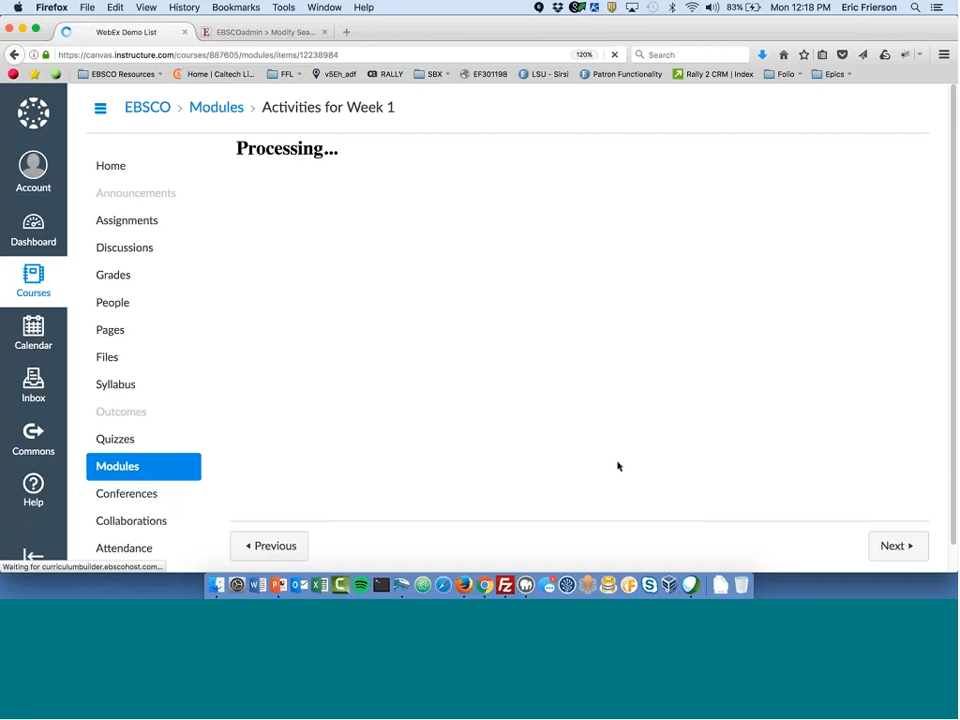 Firefox File Edit View History Bookmarks Tools Window Help 83% Mon 12:18 PM Eric Frierson
WebEx Demo List EBSCOadmin > Modify Sea...
https://canvas.instructure.com/courses/887605/modules/items/12238984 120% Search
EBSCO Resources Home | Caltech Li... FFL v5Eh_adf RALLY SBX EF301198 LSU - Sirsi Patron Functionality Rally 2 CRM | Index Folio Epics
EBSCO > Modules > Activities for Week 1
Processing...
Account
Dashboard
Courses
Calendar
Inbox
Commons
Help
Home
Announcements
Assignments
Discussions
Grades
People
Pages
Files
Syllabus
Outcomes
Quizzes
Modules
Conferences
Collaborations
Attendance
Previous
Next
Waiting for curriculumbuilder.ebscohost.com...